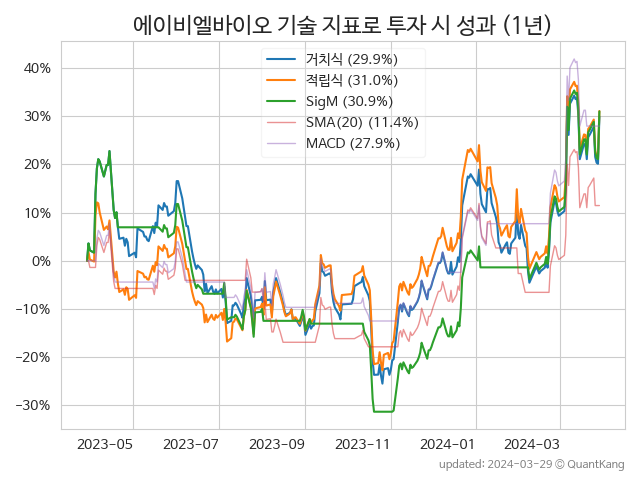 에이비엘바이오 기술 지표로 투자 시 성과 (1년)
거치식 (29.9%)
적립식 (31.0%)
SigM (30.9%)
SMA(20) (11.4%)
MACD (27.9%)
40%
30%
20%
10%
0%
−10%
−20%
−30%
2023-05 2023-07 2023-09 2023-11 2024-01 2024-03
updated: 2024-03-29 © QuantKang